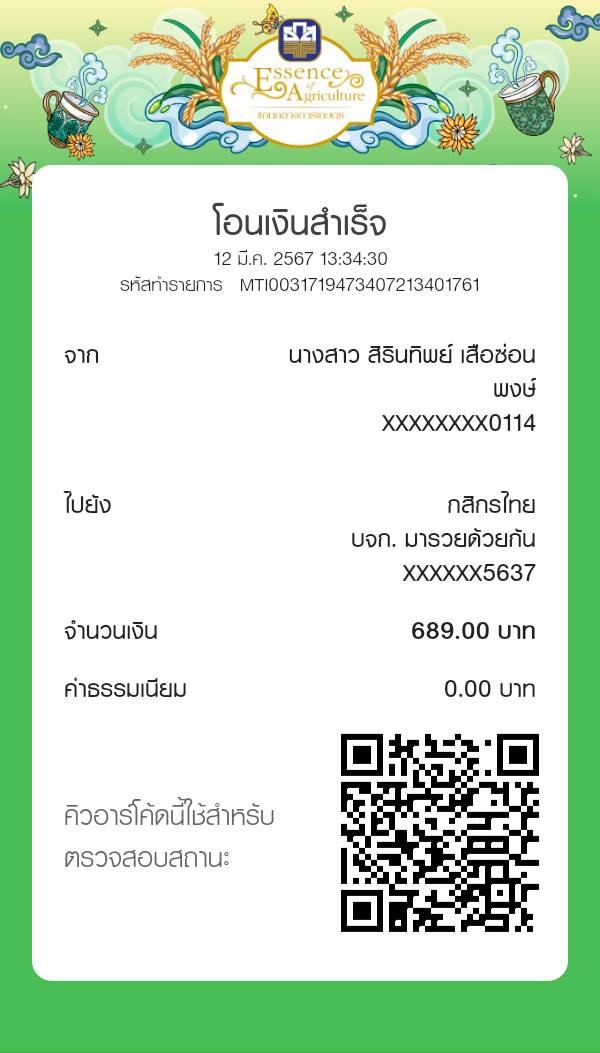 Essence
of
Agriculture
แก่นกลางการเกษตร
โอนเงินสำเร็จ
12 มี.ค. 2567 13:34:30
รหัสทำรายการ MTI0031719473407213401761
จาก นางสาว สิรินทิพย์ เสือซ่อน
พงษ์
XXXXXXXX0114
ไปยัง กสิกรไทย
บจก. มารวยด้วยกัน
XXXXXX5637
จำนวนเงิน 689.00 บาท
ค่าธรรมเนียม 0.00 บาท
คิวอาร์โค้ดนี้ใช้สำหรับ
ตรวจสอบสถานะ